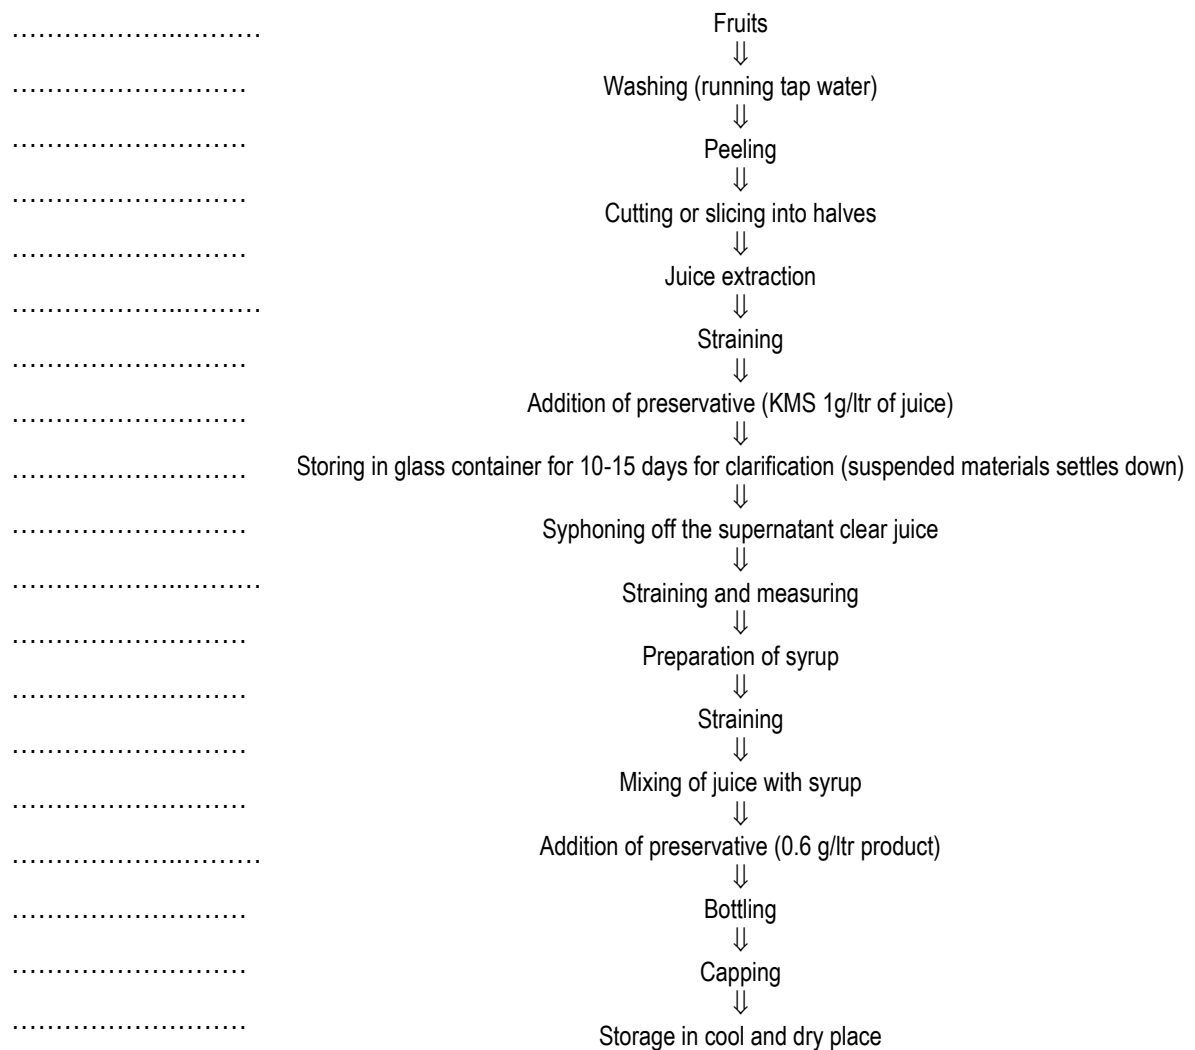 Fruits
⇓
Washing (running tap water)
⇓
Peeling
⇓
Cutting or slicing into halves
⇓
Juice extraction
⇓
Straining
⇓
Addition of preservative (KMS 1g/ltr of juice)
⇓
Storing in glass container for 10-15 days for clarification (suspended materials settles down)
⇓
Syphoning off the supernatant clear juice
⇓
Straining and measuring
⇓
Preparation of syrup
⇓
Straining
⇓
Mixing of juice with syrup
⇓
Addition of preservative (0.6 g/ltr product)
⇓
Bottling
⇓
Capping
⇓
Storage in cool and dry place